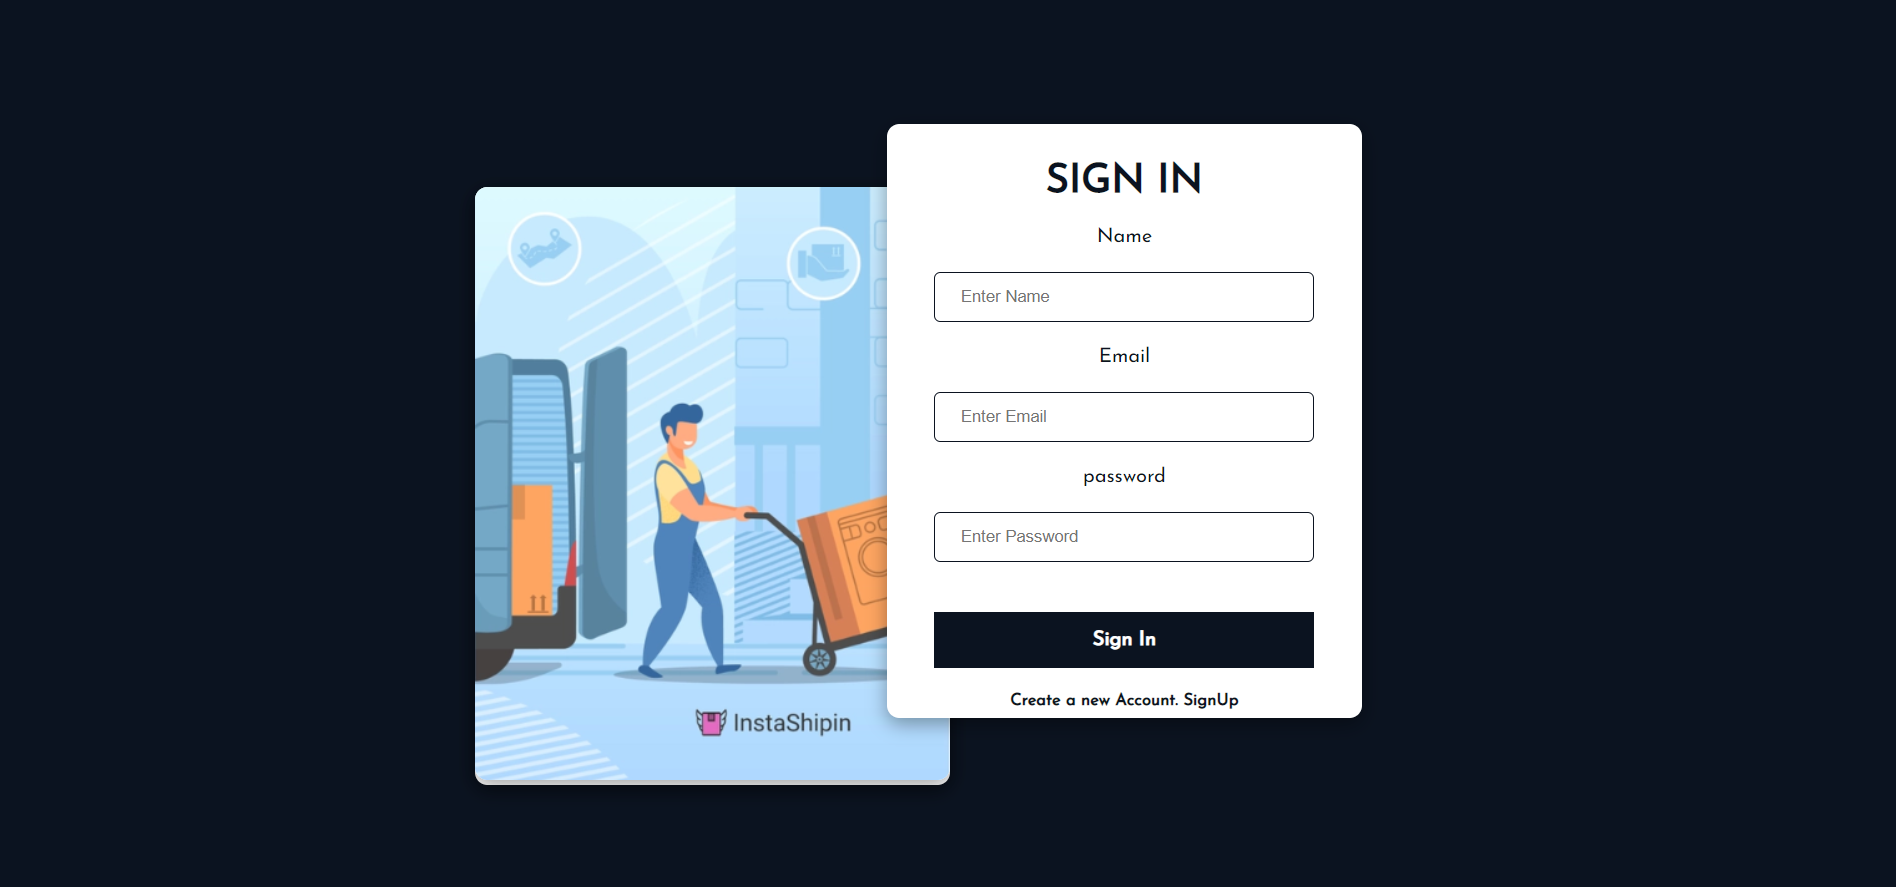 SIGN IN
Name
Enter Name
Email
Enter Email
password
Enter Password
Sign In
Create a new Account. SignUp
InstaShipin